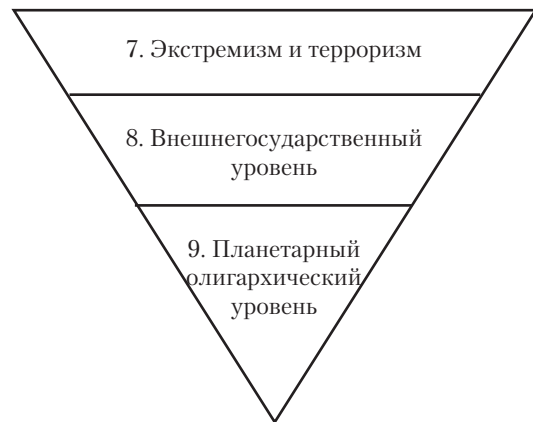 7. Экстремизм и терроризм
8. Внешнегосударственный
уровень
9. Планетарный
олигархический
уровень